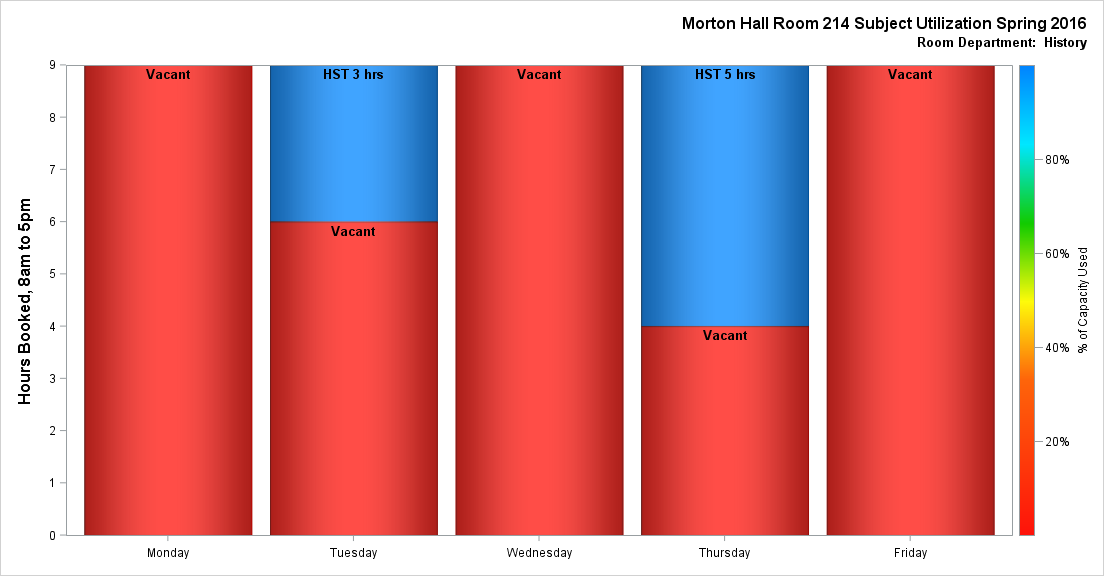 Morton Hall Room 214 Subject Utilization Spring 2016
Room Department:  History
Hours Booked, 8am to 5pm
9
8
7
6
5
4
3
2
1
0
Vacant
HST 3 hrs
Vacant
Vacant
HST 5 hrs
Vacant
Vacant
Monday
Tuesday
Wednesday
Thursday
Friday
80%
60%
40%
20%
% of Capacity Used